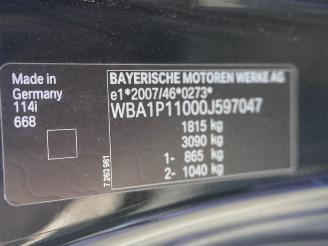 BAYERISCHE MOTOREN WERKE AG
Made in
Germany
114i
668
e1*2007/46*0273*
WBA1P11000J597047
1815 kg
3090 kg
1- 865 kg
2- 1040 kg
7 263 981